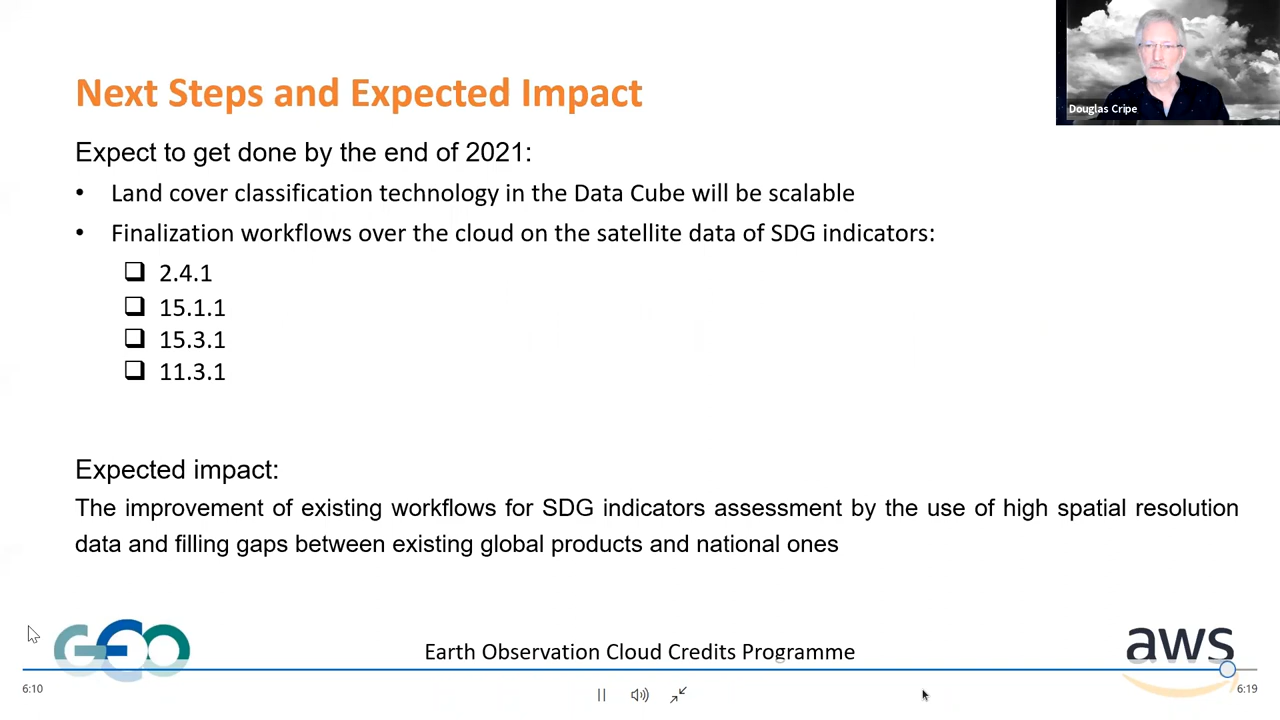 Next Steps and Expected Impact
Douglas Cripe
Expect to get done by the end of 2021:
• Land cover classification technology in the Data Cube will be scalable
• Finalization workflows over the cloud on the satellite data of SDG indicators:
❑ 2.4.1
❑ 15.1.1
❑ 15.3.1
❑ 11.3.1
Expected impact:
The improvement of existing workflows for SDG indicators assessment by the use of high spatial resolution
data and filling gaps between existing global products and national ones
GEO
Earth Observation Cloud Credits Programme
aws
6:10
6:19